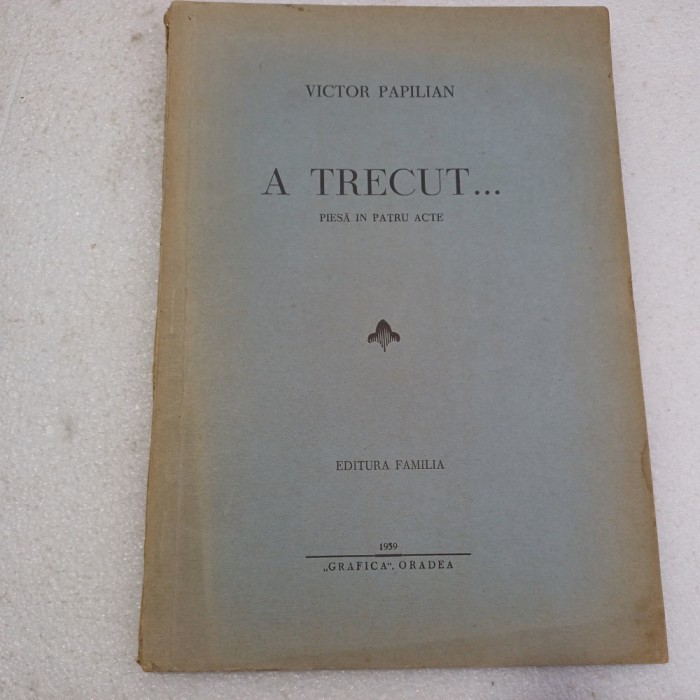 VICTOR PAPILIAN
A TRECUT...
PIESĂ IN PATRU ACTE
EDITURA FAMILIA
1939
„GRAFICA“, ORADEA